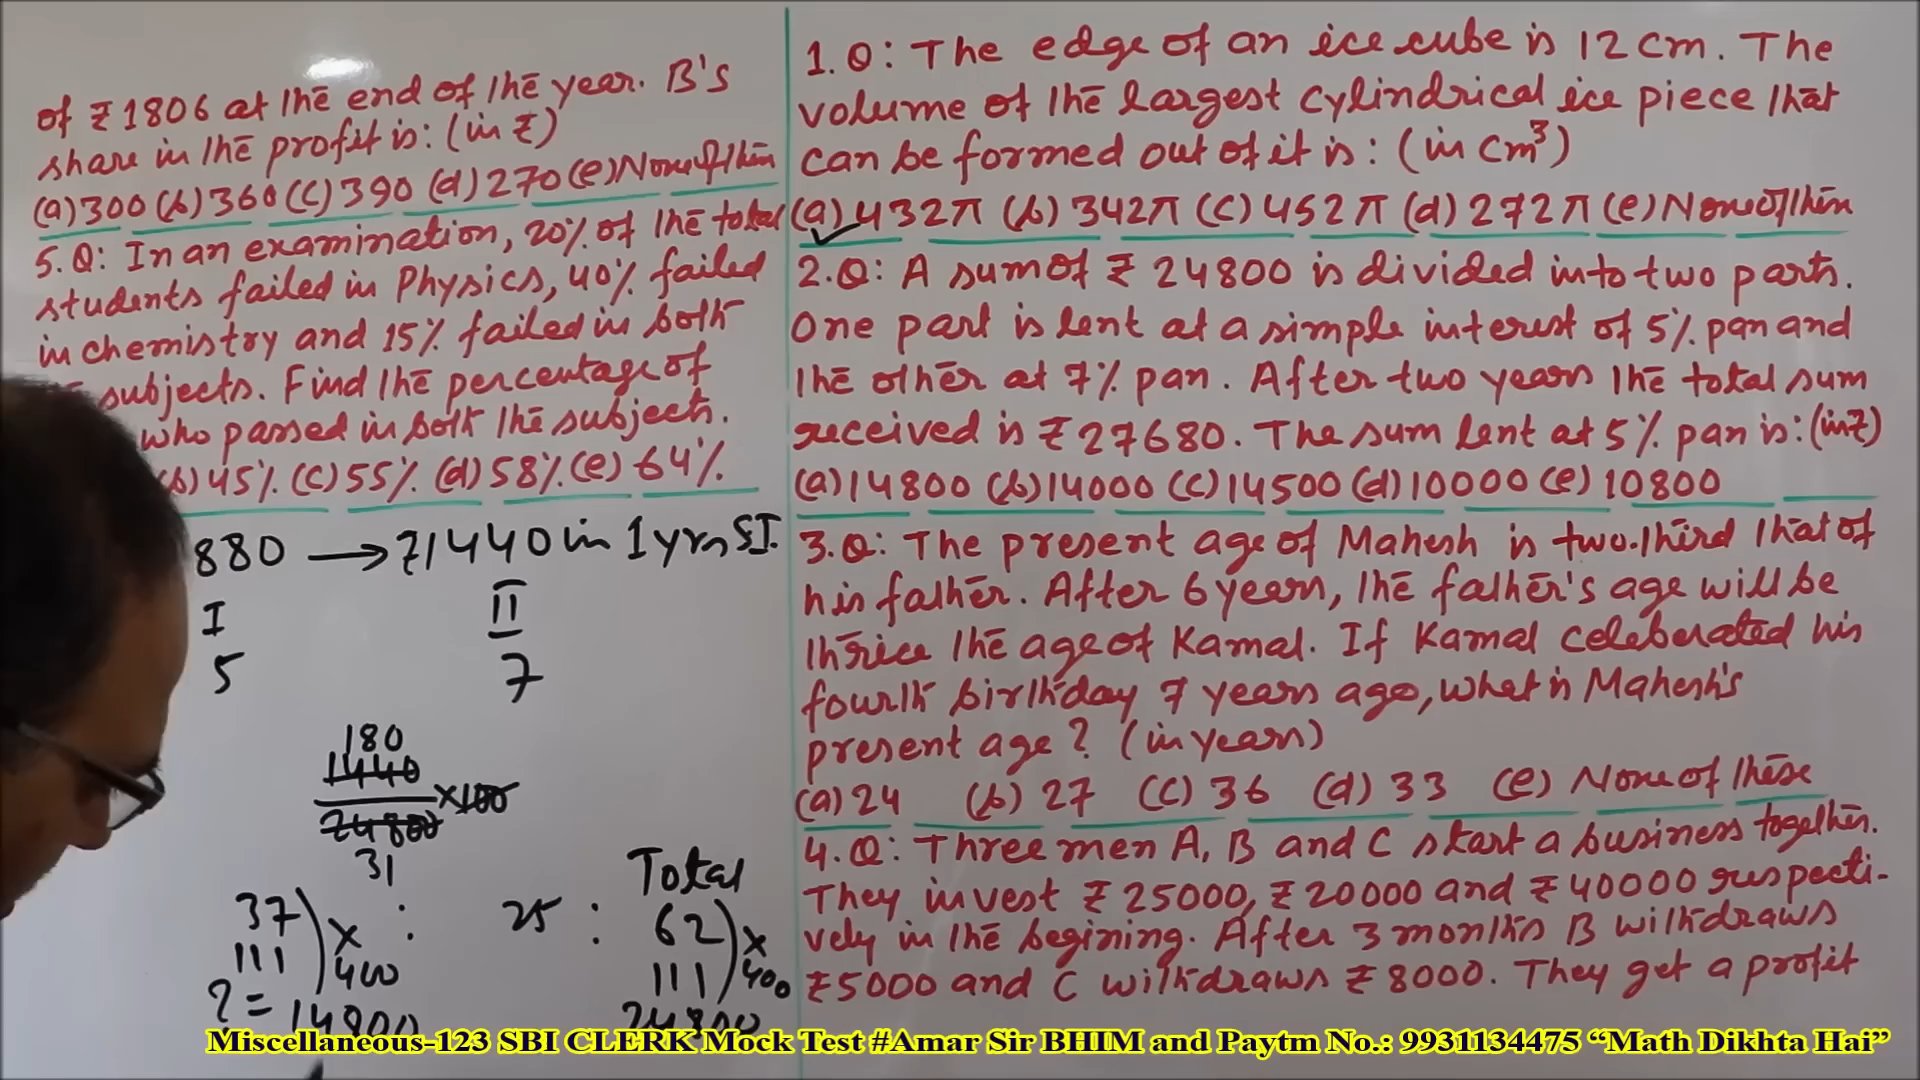 of ₹1806 at the end of the year. B's
share in the profit is: (in ₹)
(a)300 (b)360 (c)390 (d)270 (e)None of them
5.Q: In an examination, 20% of the total
students failed in Physics, 40% failed
in chemistry and 15% failed in both
subjects. Find the percentage of
who passed in both the subjects.
(b)45% (c)55% (d)58% (e)64%
880 → ₹1440 in 1 yrs SI.
I II
5 7
180
1440
×100
24800
31
Total
37 : 25 : 62
111 ×400 111 ×400
? = 14800 24800
1.Q: The edge of an ice cube is 12 cm. The
volume of the largest cylindrical ice piece that
can be formed out of it is: (in cm³)
(a)432π (b)342π (c)452π (d)272π (e)None of them
2.Q: A sum of ₹ 24800 is divided into two parts.
One part is lent at a simple interest of 5% pan and
the other at 7% pan. After two years the total sum
received is ₹27680. The sum lent at 5% pan is: (in ₹)
(a)14800 (b)14000 (c)14500 (d)10000 (e)10800
3.Q: The present age of Mahesh is two-third that of
his father. After 6 years, the father's age will be
thrice the age of Kamal. If Kamal celeberated his
fourth birthday 7 years ago, what is Mahesh's
present age? (in years)
(a)24 (b)27 (c)36 (d)33 (e) None of these
4.Q: Three men A, B and C start a business together.
They invest ₹25000, ₹20000 and ₹40000 respecti-
vely in the begining. After 3 months B withdraws
₹5000 and C withdraws ₹8000. They get a profit
Miscellaneous-123 SBI CLERK Mock Test #Amar Sir BHIM and Paytm No.: 9931134475 “Math Dikhta Hai”